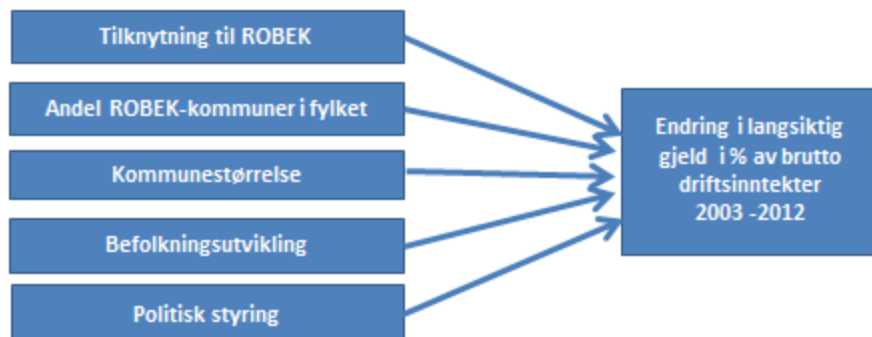 Tilknytning til ROBEK
Andel ROBEK-kommuner i fylket
Kommunestørrelse
Befolkningsutvikling
Politisk styring
Endring i langsiktig
gjeld i % av brutto
driftsinntekter
2003 -2012